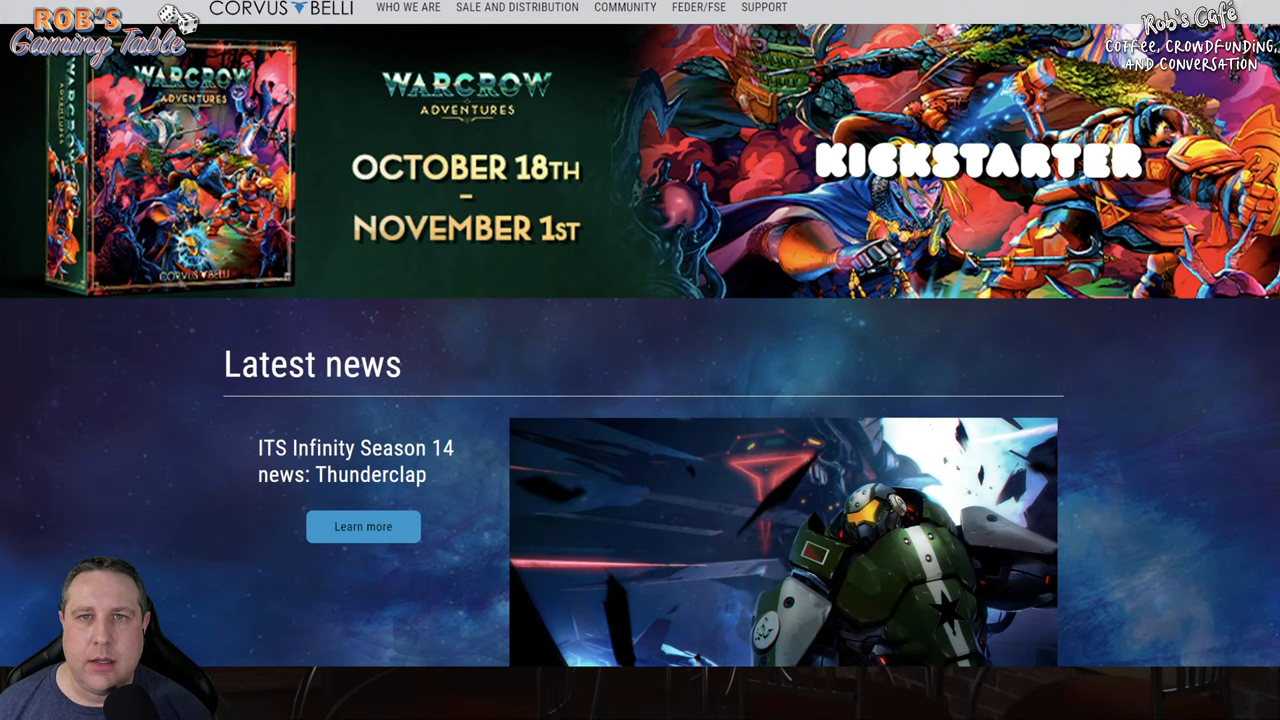 CORVUS BELLI
WHO WE ARE
SALE AND DISTRIBUTION
COMMUNITY
FEDER/FSE
SUPPORT
ROB'S
Gaming Table
Rob's Café
Coffee, Crowdfunding,
and Conversation
WARCROW
WARCROW
ADVENTURES
CORVUS BELLI
WARCROW
ADVENTURES
OCTOBER 18TH
–
NOVEMBER 1ST
KICKSTARTER
Latest news
ITS Infinity Season 14
news: Thunderclap
Learn more